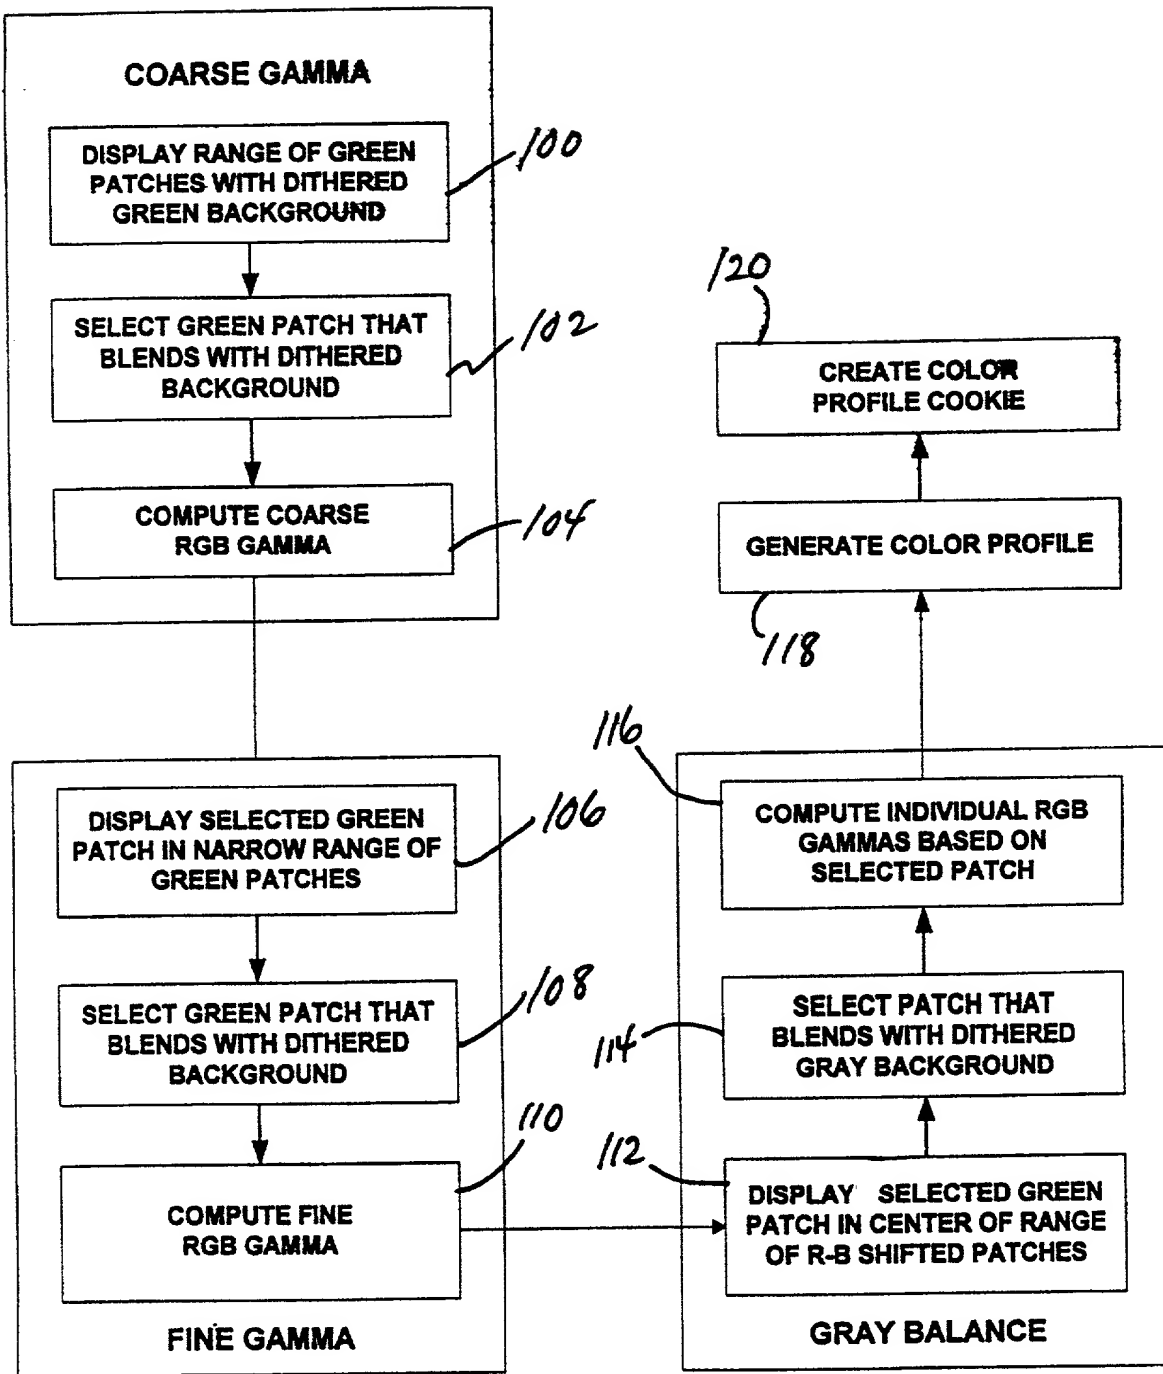 COARSE GAMMA
DISPLAY RANGE OF GREEN
PATCHES WITH DITHERED
GREEN BACKGROUND
100
SELECT GREEN PATCH THAT
BLENDS WITH DITHERED
BACKGROUND
102
COMPUTE COARSE
RGB GAMMA
104
DISPLAY SELECTED GREEN
PATCH IN NARROW RANGE OF
GREEN PATCHES
106
SELECT GREEN PATCH THAT
BLENDS WITH DITHERED
BACKGROUND
108
COMPUTE FINE
RGB GAMMA
110
FINE GAMMA
120
CREATE COLOR
PROFILE COOKIE
GENERATE COLOR PROFILE
118
116
COMPUTE INDIVIDUAL RGB
GAMMAS BASED ON
SELECTED PATCH
SELECT PATCH THAT
BLENDS WITH DITHERED
GRAY BACKGROUND
114
112
DISPLAY SELECTED GREEN
PATCH IN CENTER OF RANGE
OF R-B SHIFTED PATCHES
GRAY BALANCE